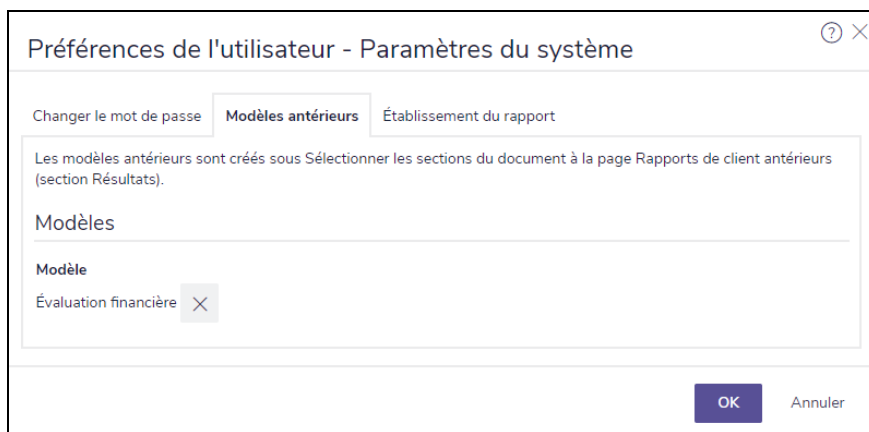 Préférences de l'utilisateur - Paramètres du système
Changer le mot de passe Modèles antérieurs Établissement du rapport
Les modèles antérieurs sont créés sous Sélectionner les sections du document à la page Rapports de client antérieurs
(section Résultats).
Modèles
Modèle
Évaluation financière
OK Annuler